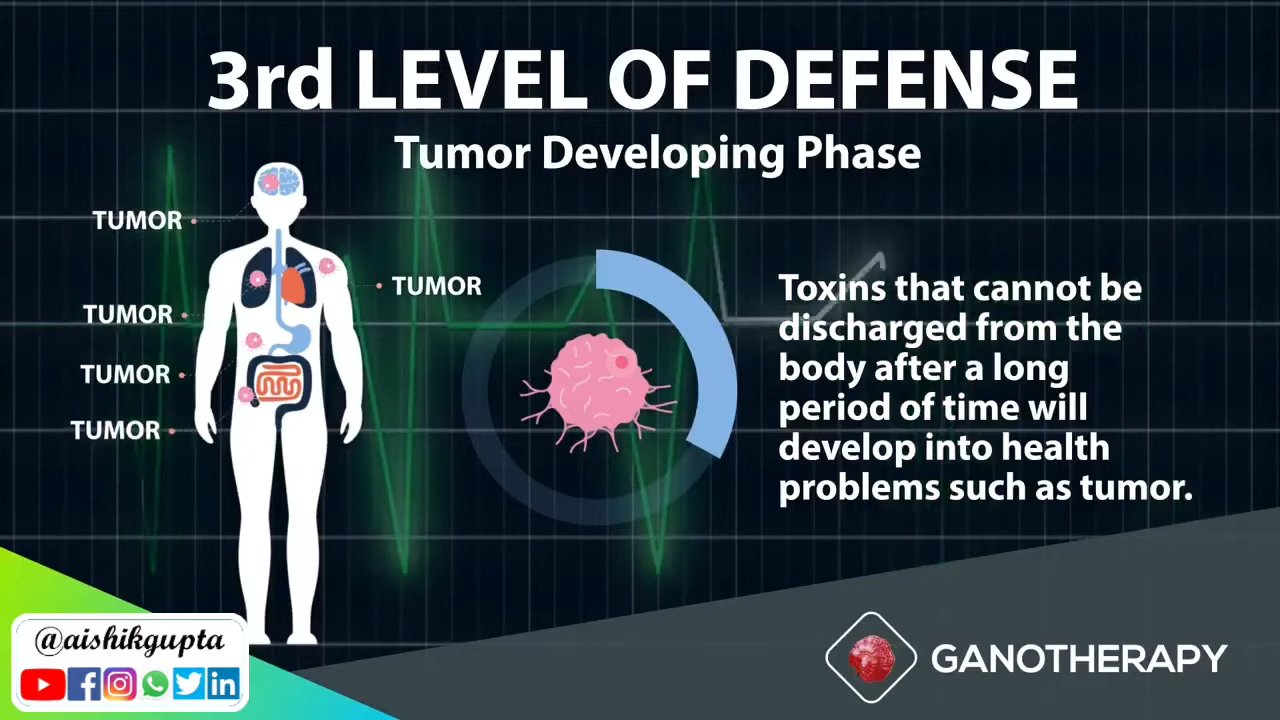 3rd LEVEL OF DEFENSE
Tumor Developing Phase
TUMOR
TUMOR
TUMOR
TUMOR
TUMOR
Toxins that cannot be
discharged from the
body after a long
period of time will
develop into health
problems such as tumor.
@aishikgupta
GANOTHERAPY